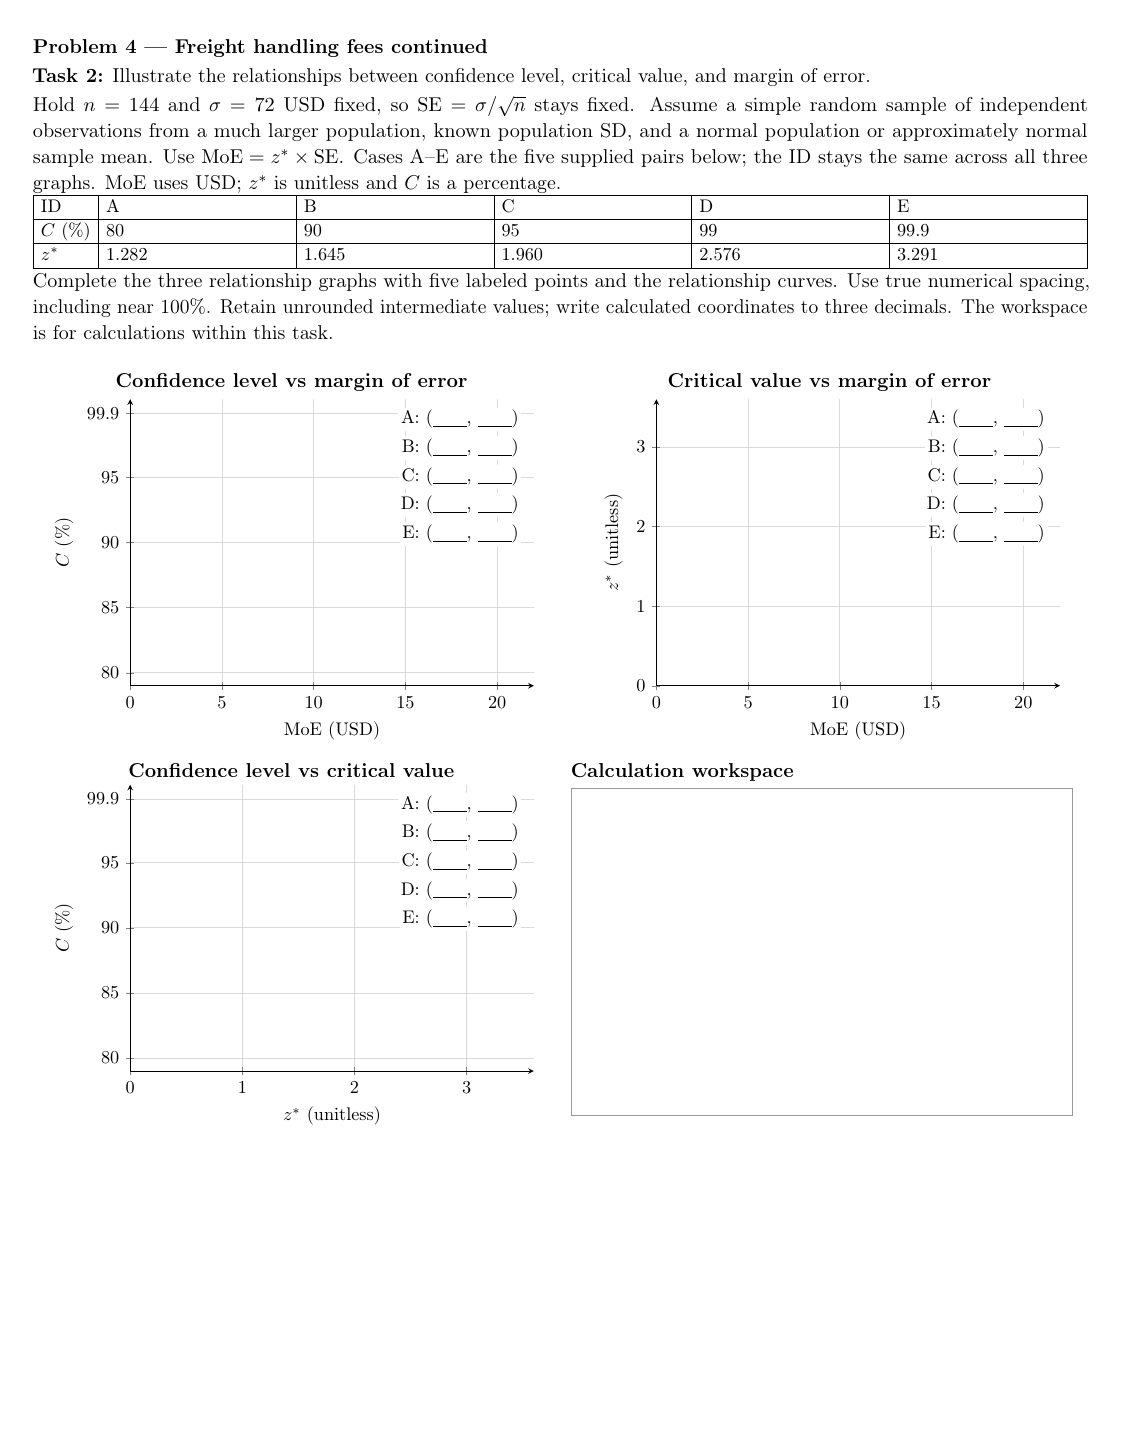 Problem 4 — Freight handling fees continued
Task 2: Illustrate the relationships between confidence level, critical value, and margin of error.
Hold n = 144 and σ = 72 USD fixed, so SE = σ/√n stays fixed. Assume a simple random sample of independent
observations from a much larger population, known population SD, and a normal population or approximately normal
sample mean. Use MoE = z* × SE. Cases A–E are the five supplied pairs below; the ID stays the same across all three
graphs. MoE uses USD; z* is unitless and C is a percentage.
ID A B C D E
C (%) 80 90 95 99 99.9
z* 1.282 1.645 1.960 2.576 3.291
Complete the three relationship graphs with five labeled points and the relationship curves. Use true numerical spacing,
including near 100%. Retain unrounded intermediate values; write calculated coordinates to three decimals. The workspace
is for calculations within this task.
Confidence level vs margin of error
99.9
95
90
85
80
C (%)
A: (____, ____)
B: (____, ____)
C: (____, ____)
D: (____, ____)
E: (____, ____)
0 5 10 15 20
MoE (USD)
Critical value vs margin of error
3
2
1
0
z* (unitless)
A: (____, ____)
B: (____, ____)
C: (____, ____)
D: (____, ____)
E: (____, ____)
0 5 10 15 20
MoE (USD)
Confidence level vs critical value
99.9
95
90
85
80
C (%)
A: (____, ____)
B: (____, ____)
C: (____, ____)
D: (____, ____)
E: (____, ____)
0 1 2 3
z* (unitless)
Calculation workspace